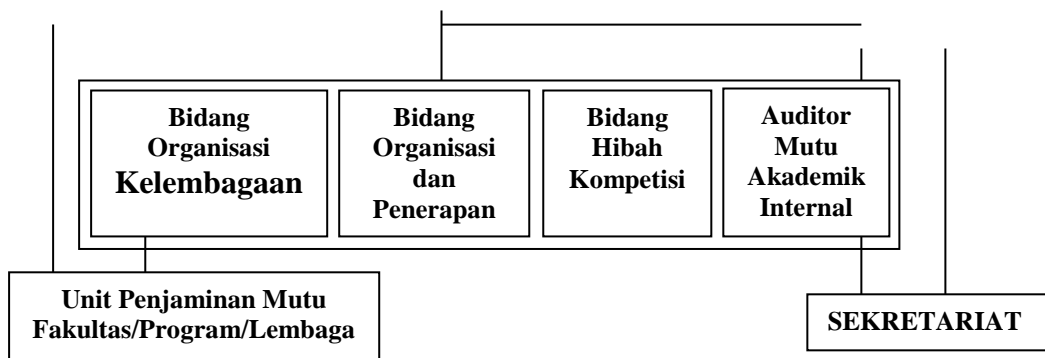 Bidang
Organisasi
Kelembagaan
Bidang
Organisasi
dan
Penerapan
Bidang
Hibah
Kompetisi
Auditor
Mutu
Akademik
Internal
Unit Penjaminan Mutu
Fakultas/Program/Lembaga
SEKRETARIAT